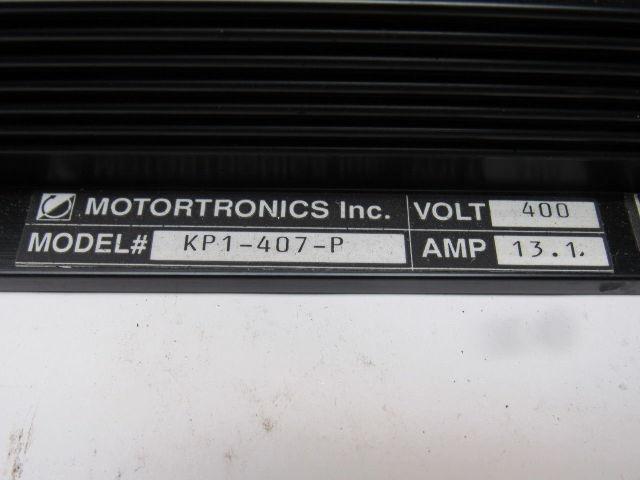 MOTORTRONICS Inc. VOLT 400
MODEL# KP1-407-P AMP 13.1.